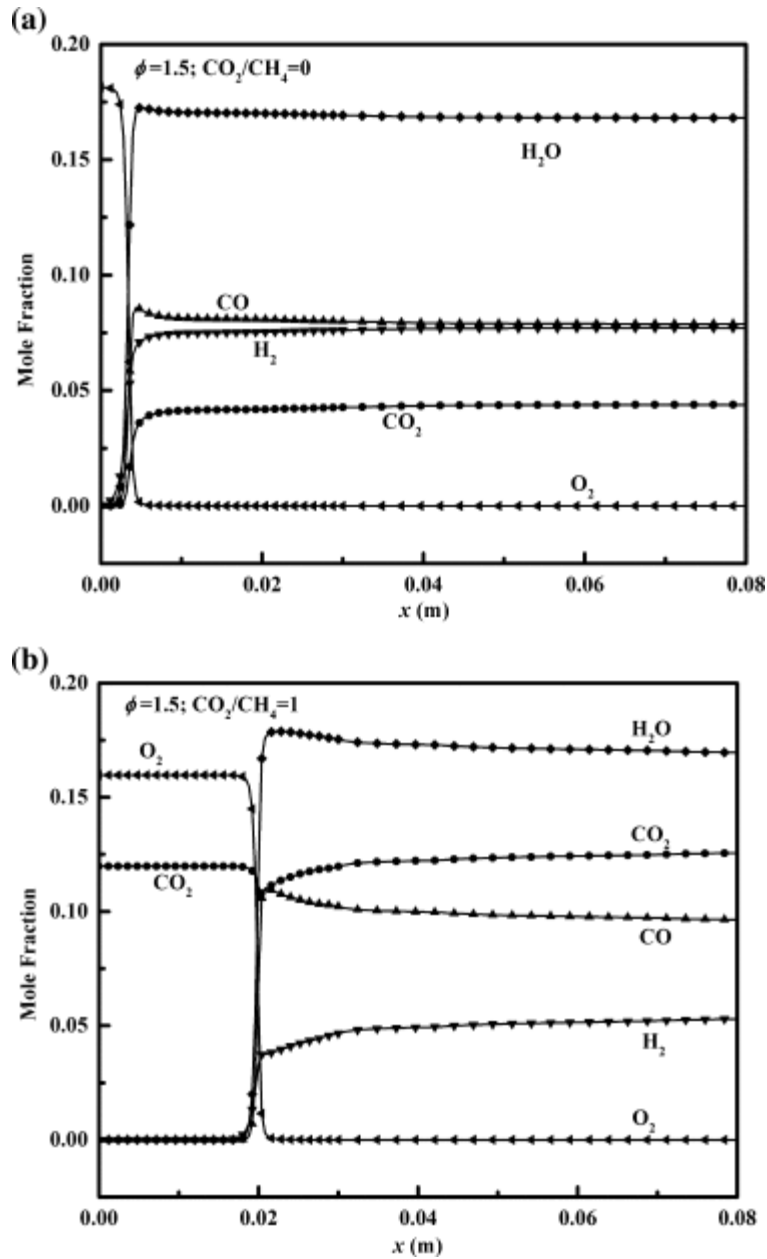 (a)
0.20
ϕ=1.5; CO₂/CH₄=0
0.15
H₂O
0.10
CO
H₂
0.05
CO₂
0.00
O₂
Mole Fraction
0.00 0.02 0.04 0.06 0.08
x (m)
(b)
0.20
ϕ=1.5; CO₂/CH₄=1
H₂O
O₂
0.15
CO₂
CO₂
0.10
CO
0.05
H₂
0.00
O₂
Mole Fraction
0.00 0.02 0.04 0.06 0.08
x (m)